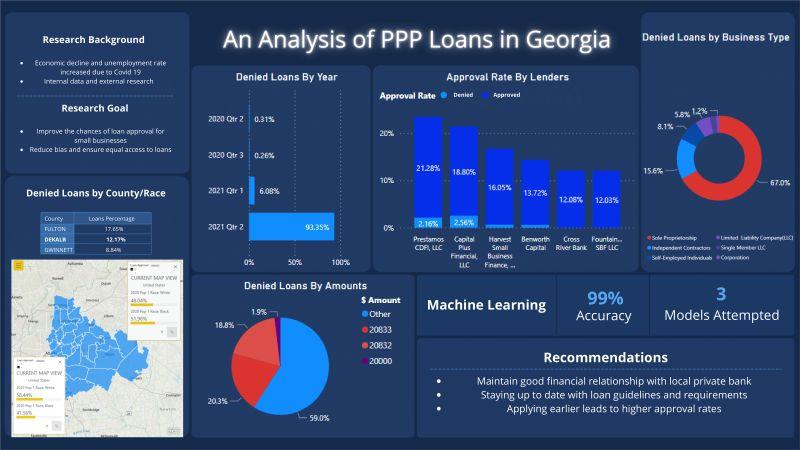 An Analysis of PPP Loans in Georgia
Research Background
Economic decline and unemployment rate
increased due to Covid 19
Internal data and external research
Research Goal
Improve the chances of loan approval for
small businesses
Reduce bias and ensure equal access to loans
Denied Loans by County/Race
County Loans Percentage
FULTON 17.65%
DEKALB 12.17%
GWINNETT 8.84%
CURRENT MAP VIEW
United States
2020 Pop 1 Race White
48.04%
2020 Pop 1 Race Black
51.96%
CURRENT MAP VIEW
United States
2020 Pop 1 Race White
58.44%
2020 Pop 1 Race Black
41.56%
Denied Loans By Year
2020 Qtr 2 0.31%
2020 Qtr 3 0.26%
2021 Qtr 1 6.08%
2021 Qtr 2 93.35%
0% 50% 100%
Approval Rate By Lenders
Approval Rate Denied Approved
20%
10%
0%
21.28% 18.80% 16.05% 13.72% 12.08% 12.03%
2.16% 2.56%
Prestamos
CDFI, LLC
Capital
Plus
Financial,
LLC
Harvest
Small
Business
Finance, ...
Benworth
Capital
Cross
River Bank
Fountain...
SBF LLC
Denied Loans by Business Type
5.8% 1.2%
8.1%
15.6%
67.0%
Sole Proprietorship
Limited Liability Company(LLC)
Independent Contractors
Single Member LLC
Self-Employed Individuals
Corporation
Denied Loans By Amounts
1.9%
18.8%
20.3%
59.0%
$ Amount
Other
20833
20832
20000
Machine Learning
99%
Accuracy
3
Models Attempted
Recommendations
Maintain good financial relationship with local private bank
Staying up to date with loan guidelines and requirements
Applying earlier leads to higher approval rates